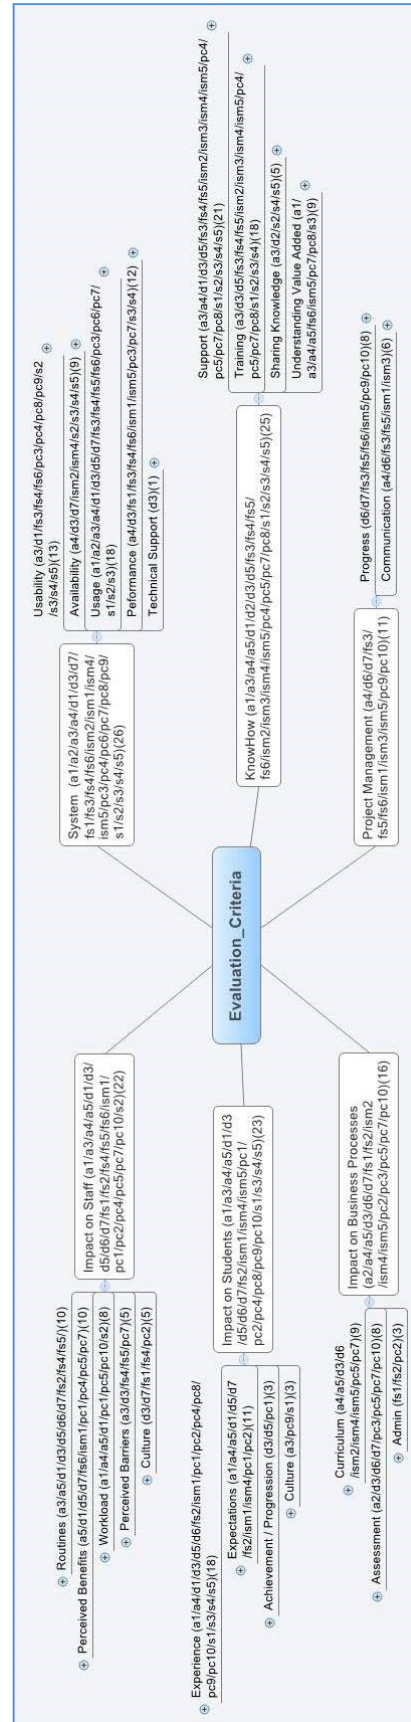 Usability (a3/d1/fs3/fs4/fs6/pc3/pc4/pc8/pc9/s2
/s3/s4/s5)(13)
Availability (a4/d3/d7/ism2/ism4/s2/s3/s4/s5)(9)
Usage (a1/a2/a3/a4/d1/d3/d5/d7/fs3/fs4/fs5/fs6/pc3/pc6/pc7/
s1/s2/s3)(18)
Peformance (a4/d3/fs1/fs3/fs4/fs6/ism1/ism5/pc3/pc7/s3/s4)(12)
Technical Support (d3)(1)
System (a1/a2/a3/a4/d1/d3/d7/
fs1/fs3/fs4/fs6/ism2/ism1/ism4/
ism5/pc3/pc4/pc6/pc7/pc8/pc9/
s1/s2/s3/s4/s5)(26)
Support (a3/a4/d1/d3/d5/fs3/fs4/fs5/ism2/ism3/ism4/ism5/pc4/
pc5/pc7/pc8/s1/s2/s3/s4/s5)(21)
Training (a3/d3/d5/fs3/fs4/fs5/ism2/ism3/ism4/ism5/pc4/
pc5/pc7/pc8/s1/s2/s3/s4)(18)
Sharing Knowledge (a3/d2/s2/s4/s5)(5)
Understanding Value Added (a1/
a3/a4/a5/fs6/ism5/pc7/pc8/s3)(9)
KnowHow (a1/a3/a4/a5/d1/d2/d3/d5/fs3/fs4/fs5/
fs6/ism2/ism3/ism4/ism5/pc4/pc5/pc7/pc8/s1/s2/s3/s4/s5)(25)
Progress (d6/d7/fs3/fs5/fs6/ism5/pc9/pc10)(8)
Communication (a4/d6/fs3/fs5/ism1/ism3)(6)
Project Management (a4/d6/d7/fs3/
fs5/fs6/ism1/ism3/ism5/pc9/pc10)(11)
Evaluation_Criteria
Routines (a3/a5/d1/d3/d5/d6/d7/fs2/fs4/fs5/)(10)
Perceived Benefits (a5/d1/d5/d7/fs6/ism1/pc1/pc4/pc5/pc7)(10)
Workload (a1/a4/a5/d1/pc1/pc5/pc10/s2)(8)
Perceived Barriers (a3/d3/fs4/fs5/pc7)(5)
Culture (d3/d7/fs1/fs4/pc2)(5)
Impact on Staff (a1/a3/a4/a5/d1/d3/
d5/d6/d7/fs1/fs2/fs4/fs5/fs6/ism1/
pc1/pc2/pc4/pc5/pc7/pc10/s2)(22)
Experience (a1/a4/d1/d3/d5/d6/fs2/ism1/pc1/pc2/pc4/pc8/
pc9/pc10/s1/s3/s4/s5)(18)
Expectations (a1/a4/a5/d1/d5/d7
/fs2/ism1/ism4/pc1/pc2)(11)
Achievement / Progression (d3/d5/pc1)(3)
Culture (a3/pc9/s1)(3)
Impact on Students (a1/a3/a4/a5/d1/d3
/d5/d6/d7/fs2/ism1/ism4/ism5/pc1/
pc2/pc4/pc8/pc9/pc10/s1/s3/s4/s5)(23)
Curriculum (a4/a5/d3/d6
/ism2/ism4/ism5/pc5/pc7)(9)
Assessment (a2/d3/d6/d7/pc3/pc5/pc7/pc10)(8)
Admin (fs1/fs2/pc2)(3)
Impact on Business Processes
(a2/a4/a5/d3/d6/d7/fs1/fs2/ism2
/ism4/ism5/pc2/pc3/pc5/pc7/pc10)(16)